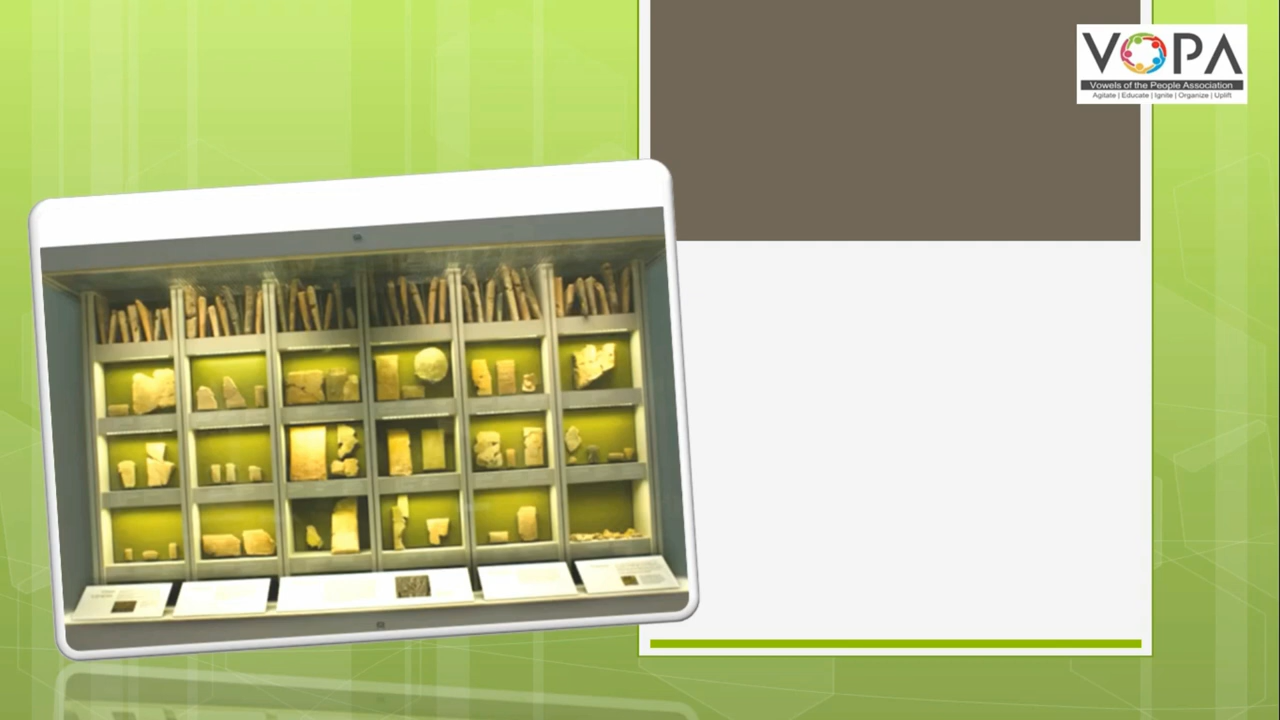 VOPA
Vowels of the People Association
Agitate | Educate | Ignite | Organize | Uplift